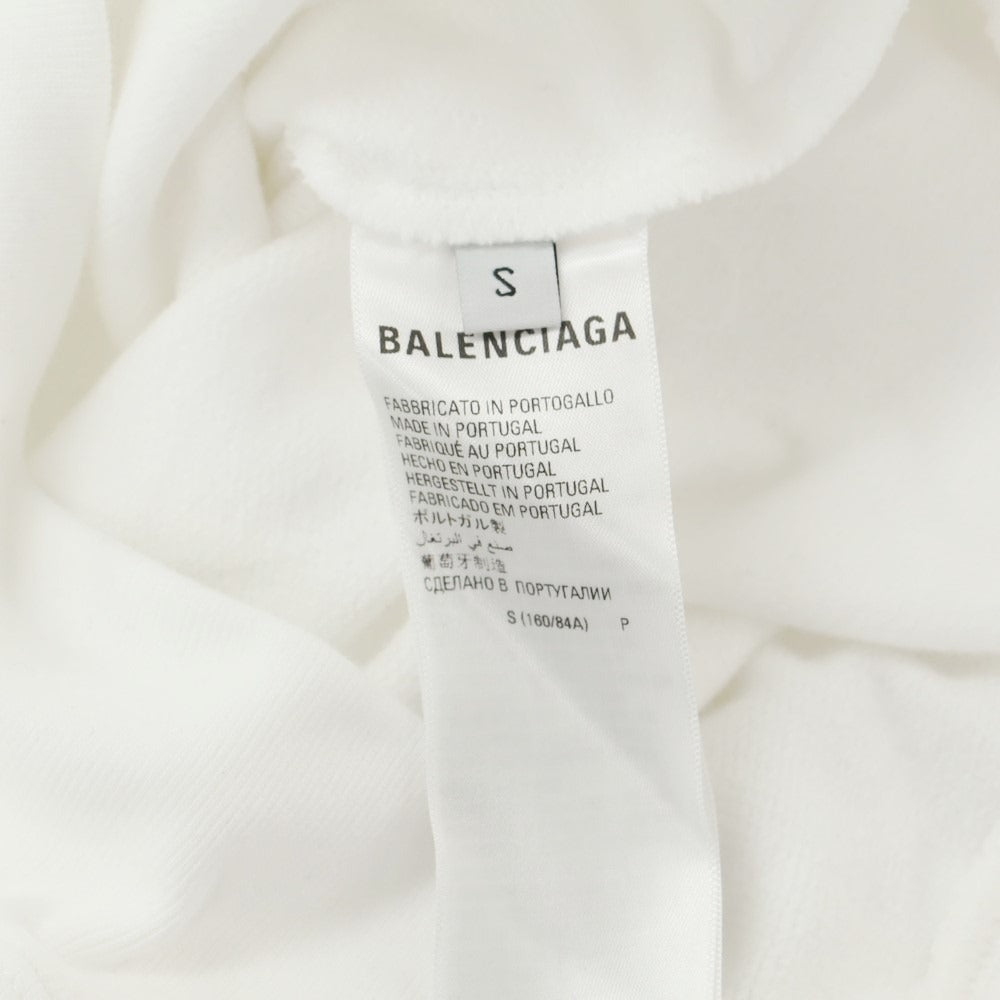 S
BALENCIAGA
FABBRICATO IN PORTOGALLO
MADE IN PORTUGAL
FABRIQUÉ AU PORTUGAL
HECHO EN PORTUGAL
HERGESTELLT IN PORTUGAL
FABRICADO EM PORTUGAL
ポルトガル製
صنع في البرتغال
葡萄牙制造
СДЕЛАНО В ПОРТУГАЛИИ
S (160/84A) P